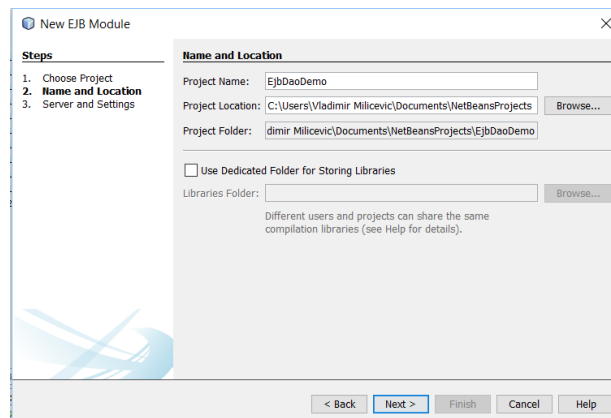 New EJB Module
Steps
1. Choose Project
2. Name and Location
3. Server and Settings
Name and Location
Project Name: EjbDaoDemo
Project Location: C:\Users\Vladimir Milicevic\Documents\NetBeansProjects Browse...
Project Folder: dimir Milicevic\Documents\NetBeansProjects\EjbDaoDemo
Use Dedicated Folder for Storing Libraries
Libraries Folder: Browse...
Different users and projects can share the same
compilation libraries (see Help for details).
< Back Next > Finish Cancel Help